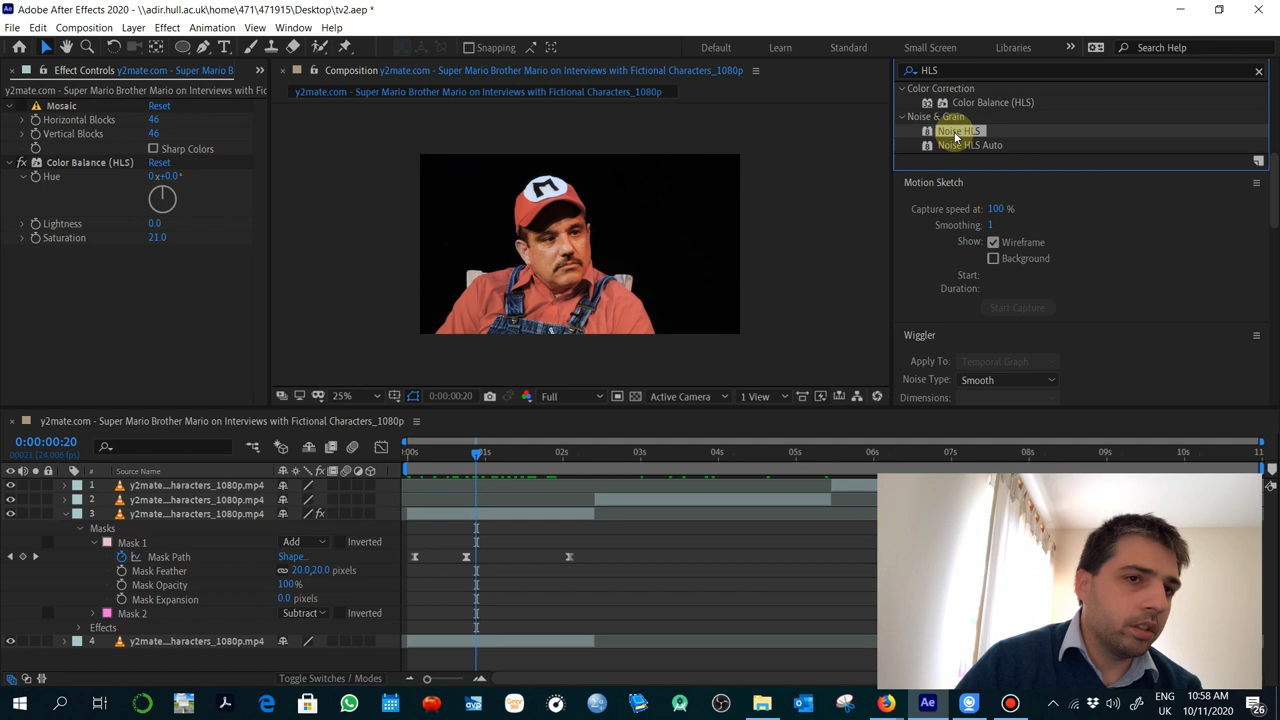 Adobe After Effects 2020 - \\adir.hull.ac.uk\home\471\471915\Desktop\tv2.aep *
File Edit Composition Layer Effect Animation View Window Help
Snapping
Default Learn Standard Small Screen Libraries Search Help
Effect Controls y2mate.com - Super Mario B
y2mate.com - Super Mario Brother Mario on Interviews with Fic
Mosaic Reset
Horizontal Blocks 46
Vertical Blocks 46
Sharp Colors
fx Color Balance (HLS) Reset
Hue 0x+0.0°
Lightness 0.0
Saturation 21.0
Composition y2mate.com - Super Mario Brother Mario on Interviews with Fictional Characters_1080p
y2mate.com - Super Mario Brother Mario on Interviews with Fictional Characters_1080p
M
25% 0:00:00:20 Full Active Camera 1 View
HLS
Color Correction
Color Balance (HLS)
Noise & Grain
Noise HLS
Noise HLS Auto
Motion Sketch
Capture speed at: 100 %
Smoothing: 1
Show: Wireframe
Background
Start:
Duration:
Start Capture
Wiggler
Apply To: Temporal Graph
Noise Type: Smooth
Dimensions:
y2mate.com - Super Mario Brother Mario on Interviews with Fictional Characters_1080p
0:00:00:20
00021 (24.006 fps)
:00s 01s 02s 03s 04s 05s 06s 07s 08s 09s 10s 11
# Source Name
1 y2mate...haracters_1080p.mp4
2 y2mate...haracters_1080p.mp4
3 y2mate...haracters_1080p.mp4 fx
Masks
Mask 1 Add Inverted
Mask Path Shape...
Mask Feather 20.0,20.0 pixels
Mask Opacity 100%
Mask Expansion 0.0 pixels
Mask 2 Subtract Inverted
Effects
4 y2mate...haracters_1080p.mp4
Toggle Switches / Modes
Ae
ENG
UK
10:58 AM
10/11/2020
26